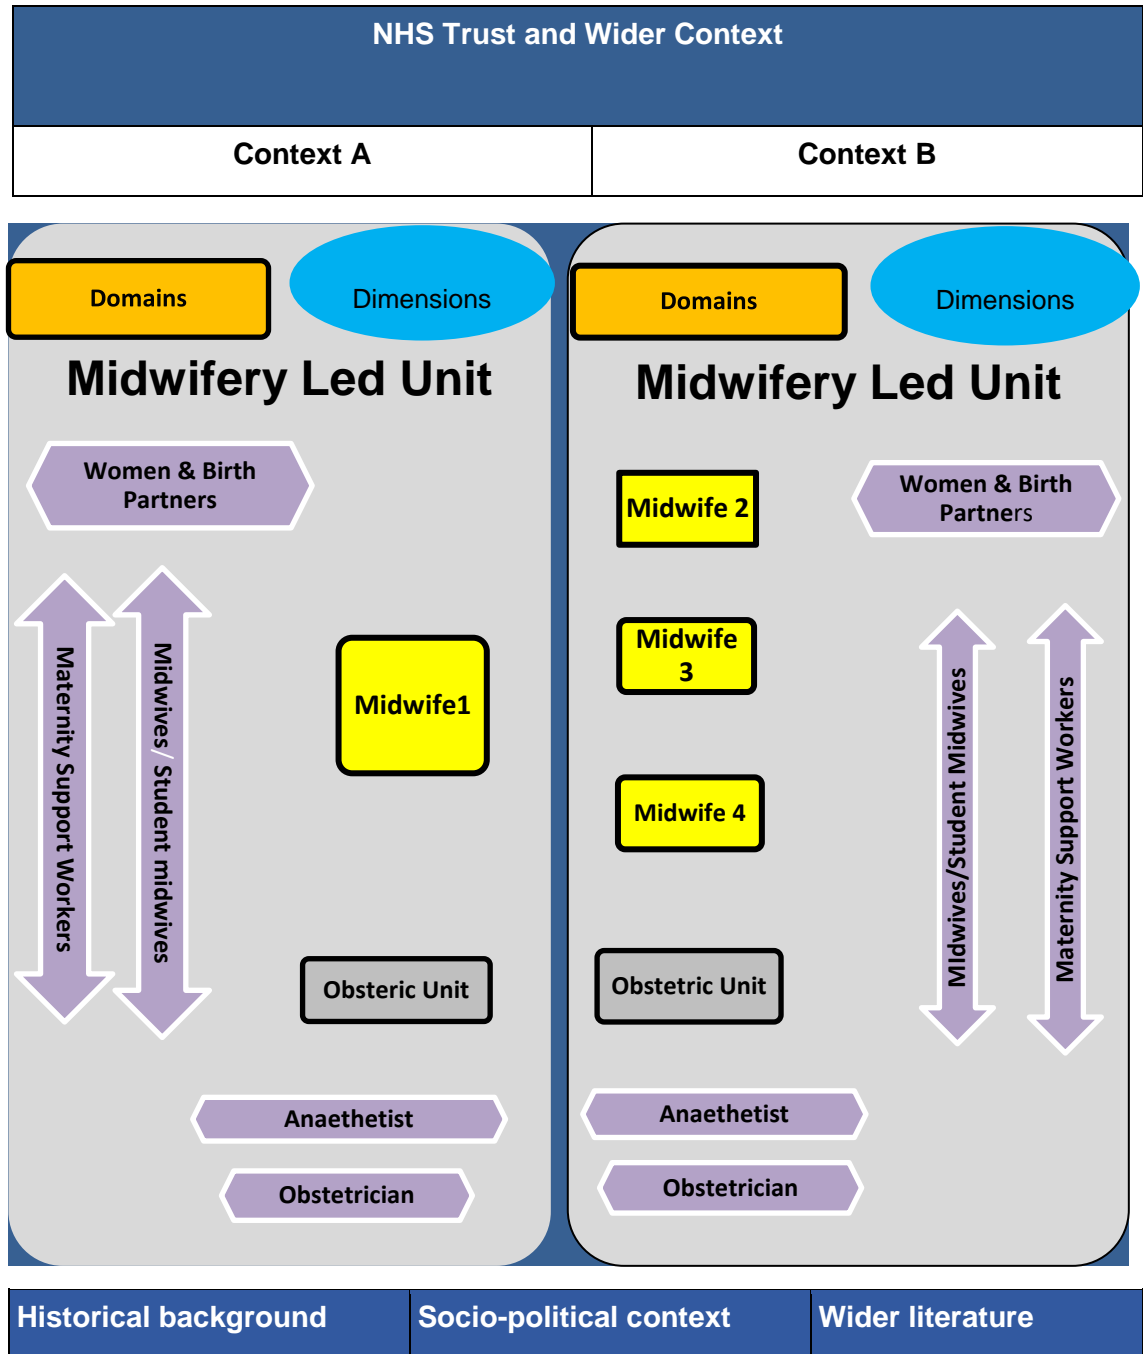 NHS Trust and Wider Context
Context A
Context B
Domains
Dimensions
Midwifery Led Unit
Women & Birth
Partners
Maternity Support Workers
Midwives/ Student midwives
Midwife1
Obsteric Unit
Anaethetist
Obstetrician
Domains
Dimensions
Midwifery Led Unit
Midwife 2
Women & Birth
Partners
Midwife
3
Midwife 4
MIdwives/Student Midwives
Maternity Support Workers
Obstetric Unit
Anaethetist
Obstetrician
Historical background
Socio-political context
Wider literature